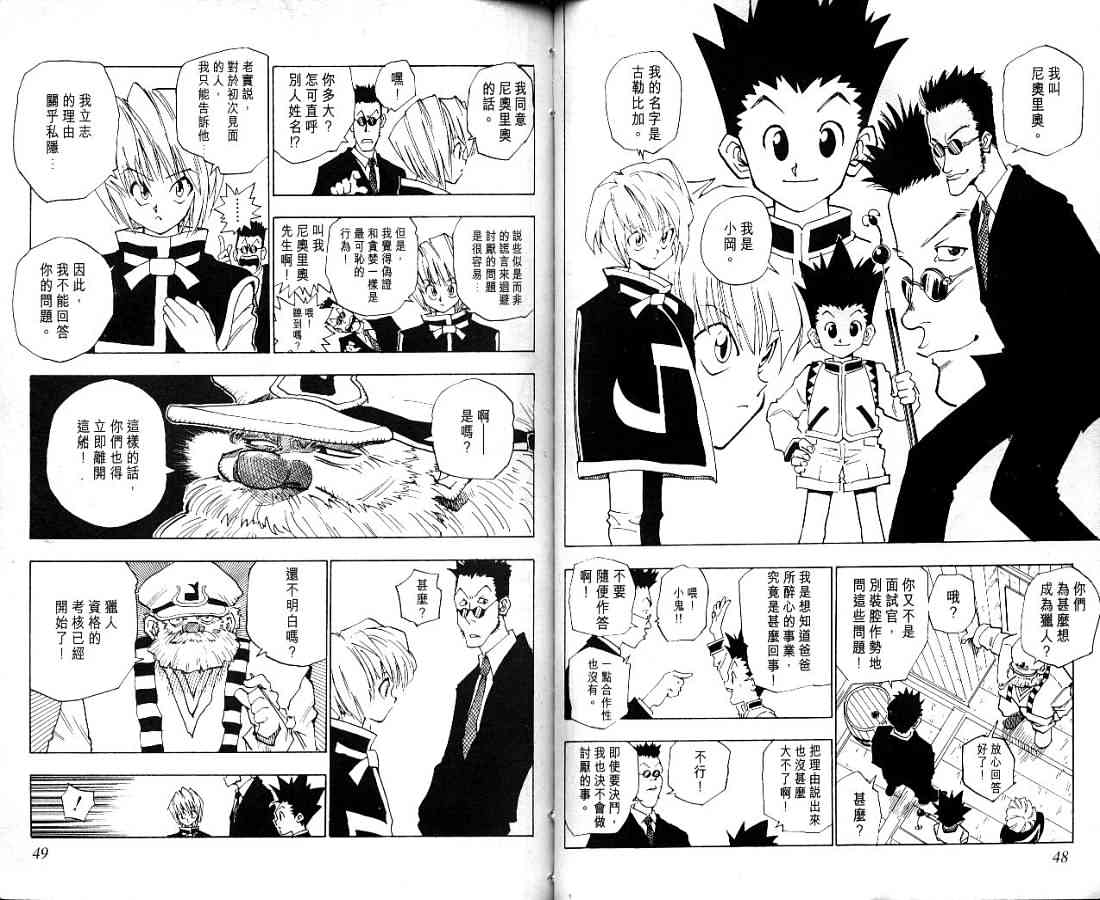 我叫
尼奧里奧。
我的名字是
古勒比加。
我是
小岡。
你們
為甚麼想
成為獵人？
哦？
你又不是
面試官，
別裝腔作勢地
問這些問題！
放心回答
好了！
甚麼？
我是想知道爸爸
所醉心的事業，
究竟是甚麼回事！
喂！
小鬼!!
不要
隨便作答
啊！
一點合作性
也沒有。
把理由說出來
也沒甚麼
大不了啊！
不行！
即使要決鬥，
我也決不會做
討厭的事。
48
我同意
尼奧里奧
的話。
嘿！
你多大？
怎可直呼
別人姓名!?
說些似是而非
的謊言來迴避
討厭的問題
是很容易…
但是，
我覺得偽證
和貪婪一樣是
最可恥的
行為！
叫我
尼奧里奧
先生啊！
喂！
聽到嗎？
老實說，
對於初次見面
的人，
我只能告訴他…
我立志
的理由
關乎私隱…
………
因此，
我不能回答
你的問題。
啊——
是嗎？
這樣的話，
你們也得
立即離開
這船！
甚麼？
還不明白嗎？
獵人
資格的
考核已經
開始了！
！
49